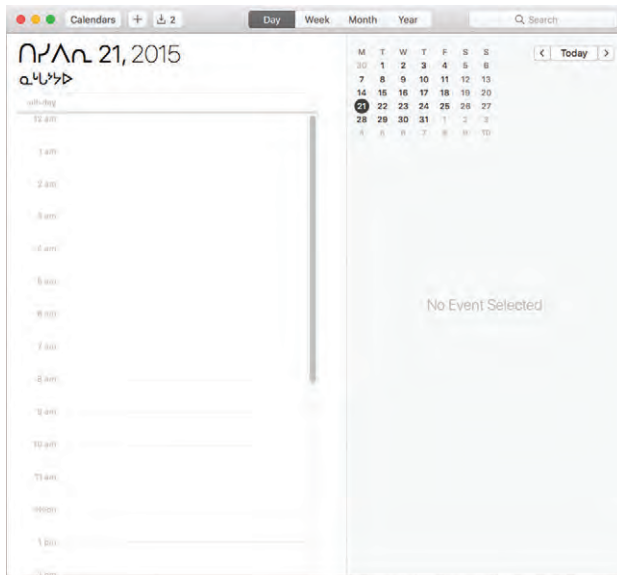 Calendars + 2 Day Week Month Year Search
ᑎᓯᐱᕆ 21, 2015
ᓇᒡᒐᔾᔭᐅ
all-day
12 am
1 am
2 am
3 am
4 am
5 am
6 am
7 am
8 am
9 am
10 am
11 am
noon
1 pm
M T W T F S S
30 1 2 3 4 5 6
7 8 9 10 11 12 13
14 15 16 17 18 19 20
21 22 23 24 25 26 27
28 29 30 31 1 2 3
4 5 6 7 8 9 10
< Today >
No Event Selected